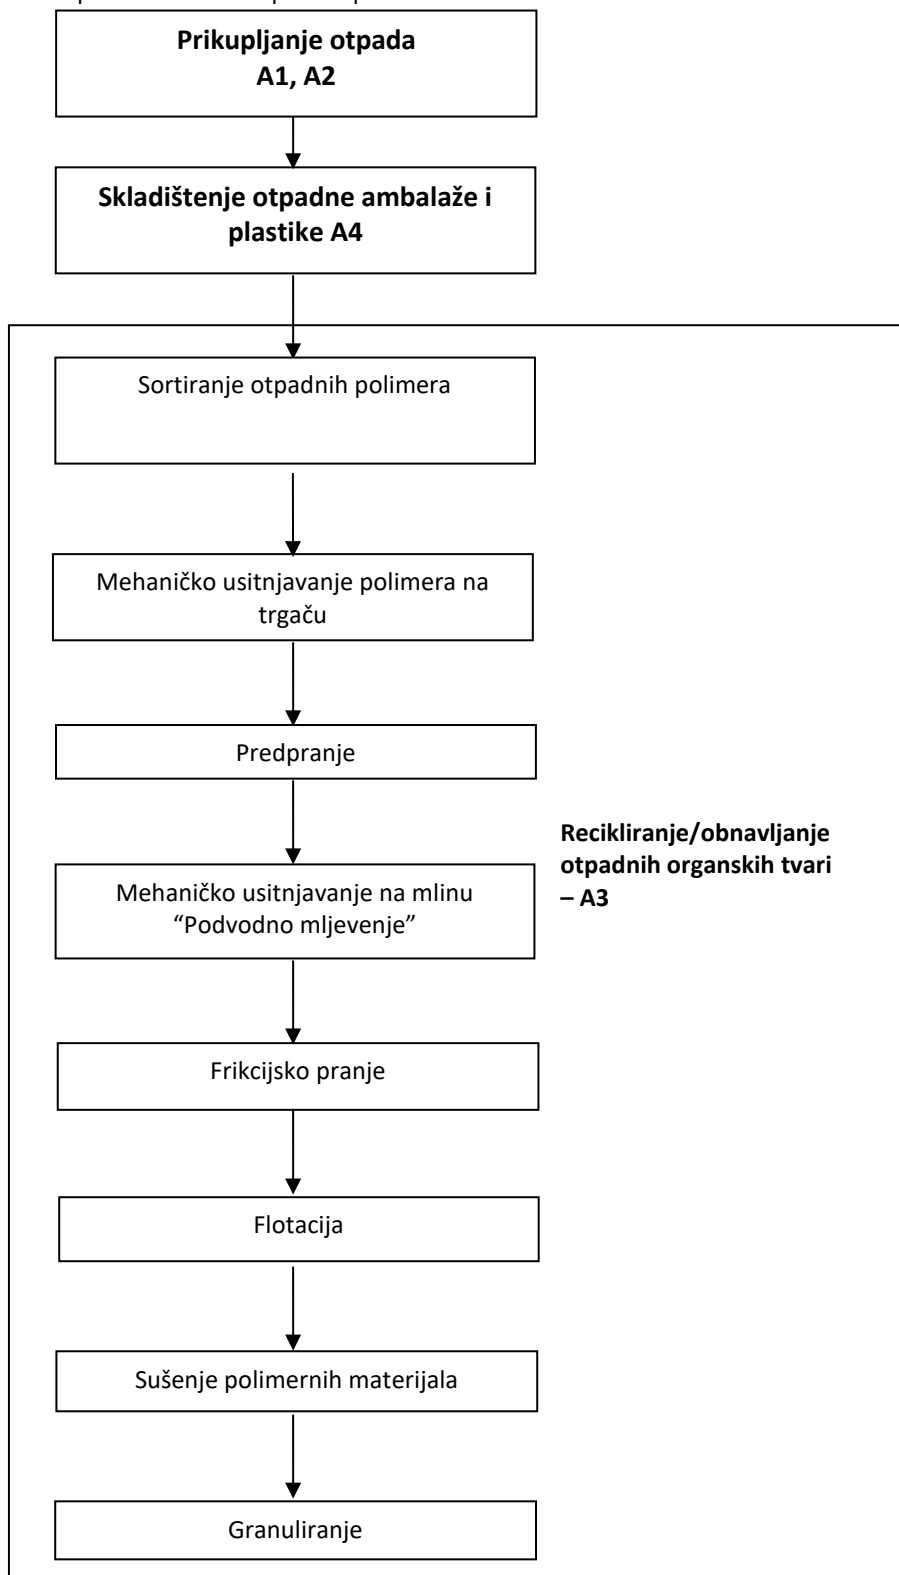 Prikupljanje otpada
A1, A2
Skladištenje otpadne ambalaže i
plastike A4
Sortiranje otpadnih polimera
Mehaničko usitnjavanje polimera na
trgaču
Predpranje
Mehaničko usitnjavanje na mlinu
“Podvodno mljevenje”
Recikliranje/obnavljanje
otpadnih organskih tvari
– A3
Frikcijsko pranje
Flotacija
Sušenje polimernih materijala
Granuliranje